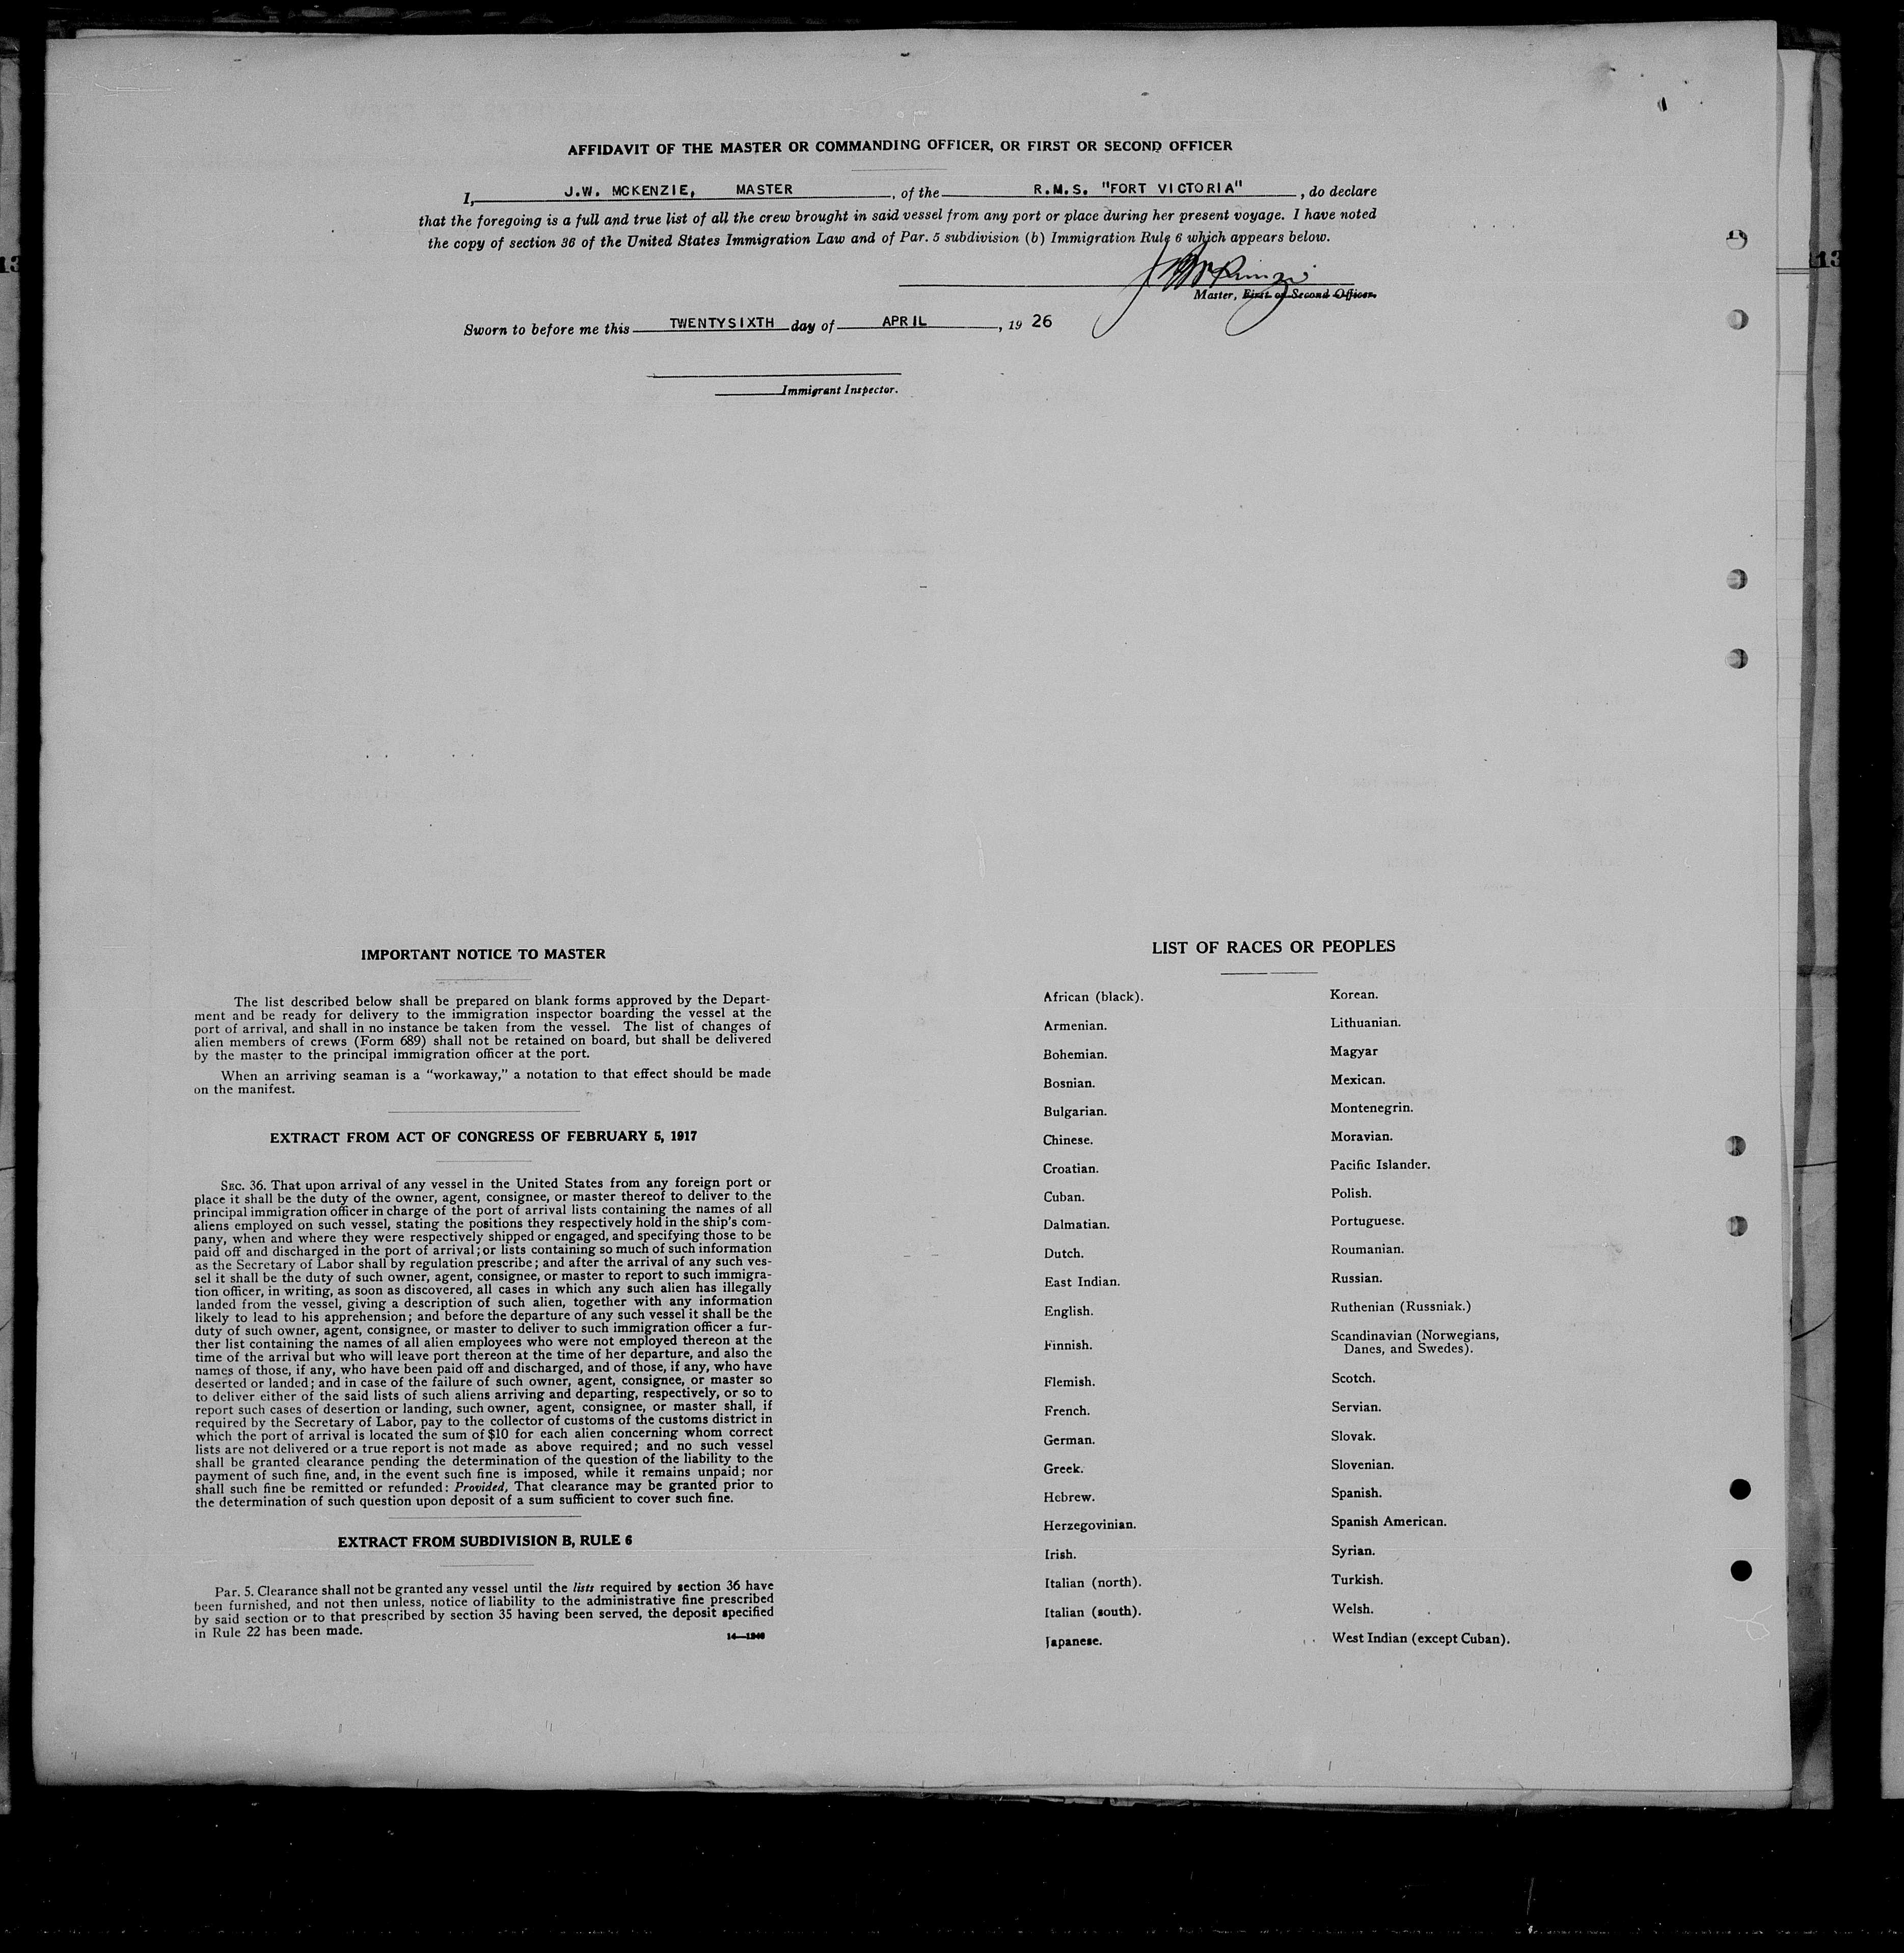 AFFIDAVIT OF THE MASTER OR COMMANDING OFFICER, OR FIRST OR SECOND OFFICER
I, J.W. MCKENZIE, MASTER, of the R.M.S. "FORT VICTORIA", do declare
that the foregoing is a full and true list of all the crew brought in said vessel from any port or place during her present voyage. I have noted
the copy of section 36 of the United States Immigration Law and of Par. 5 subdivision (b) Immigration Rule 6 which appears below.
Master, First or Second Officer.
Sworn to before me this TWENTYSIXTH day of APRIL, 19 26
Immigrant Inspector.
IMPORTANT NOTICE TO MASTER
The list described below shall be prepared on blank forms approved by the Depart-
ment and be ready for delivery to the immigration inspector boarding the vessel at the
port of arrival, and shall in no instance be taken from the vessel. The list of changes of
alien members of crews (Form 689) shall not be retained on board, but shall be delivered
by the master to the principal immigration officer at the port.
When an arriving seaman is a "workaway," a notation to that effect should be made
on the manifest.
EXTRACT FROM ACT OF CONGRESS OF FEBRUARY 5, 1917
SEC. 36. That upon arrival of any vessel in the United States from any foreign port or
place it shall be the duty of the owner, agent, consignee, or master thereof to deliver to the
principal immigration officer in charge of the port of arrival lists containing the names of all
aliens employed on such vessel, stating the positions they respectively hold in the ship's com-
pany, when and where they were respectively shipped or engaged, and specifying those to be
paid off and discharged in the port of arrival; or lists containing so much of such information
as the Secretary of Labor shall by regulation prescribe; and after the arrival of any such ves-
sel it shall be the duty of such owner, agent, consignee, or master to report to such immigra-
tion officer, in writing, as soon as discovered, all cases in which any such alien has illegally
landed from the vessel, giving a description of such alien, together with any information
likely to lead to his apprehension; and before the departure of any such vessel it shall be the
duty of such owner, agent, consignee, or master to deliver to such immigration officer a fur-
ther list containing the names of all alien employees who were not employed thereon at the
time of the arrival but who will leave port thereon at the time of her departure, and also the
names of those, if any, who have been paid off and discharged, and of those, if any, who have
deserted or landed; and in case of the failure of such owner, agent, consignee, or master so
to deliver either of the said lists of such aliens arriving and departing, respectively, or so to
report such cases of desertion or landing, such owner, agent, consignee, or master shall, if
required by the Secretary of Labor, pay to the collector of customs of the customs district in
which the port of arrival is located the sum of $10 for each alien concerning whom correct
lists are not delivered or a true report is not made as above required; and no such vessel
shall be granted clearance pending the determination of the question of the liability to the
payment of such fine, and, in the event such fine is imposed, while it remains unpaid; nor
shall such fine be remitted or refunded: Provided, That clearance may be granted prior to
the determination of such question upon deposit of a sum sufficient to cover such fine.
EXTRACT FROM SUBDIVISION B, RULE 6
Par. 5. Clearance shall not be granted any vessel until the lists required by section 36 have
been furnished, and not then unless, notice of liability to the administrative fine prescribed
by said section or to that prescribed by section 35 having been served, the deposit specified
in Rule 22 has been made.
14—1240
LIST OF RACES OR PEOPLES
African (black).
Armenian.
Bohemian.
Bosnian.
Bulgarian.
Chinese.
Croatian.
Cuban.
Dalmatian.
Dutch.
East Indian.
English.
Finnish.
Flemish.
French.
German.
Greek.
Hebrew.
Herzegovinian.
Irish.
Italian (north).
Italian (south).
Japanese.
Korean.
Lithuanian.
Magyar
Mexican.
Montenegrin.
Moravian.
Pacific Islander.
Polish.
Portuguese.
Roumanian.
Russian.
Ruthenian (Russniak.)
Scandinavian (Norwegians,
Danes, and Swedes).
Scotch.
Servian.
Slovak.
Slovenian.
Spanish.
Spanish American.
Syrian.
Turkish.
Welsh.
West Indian (except Cuban).